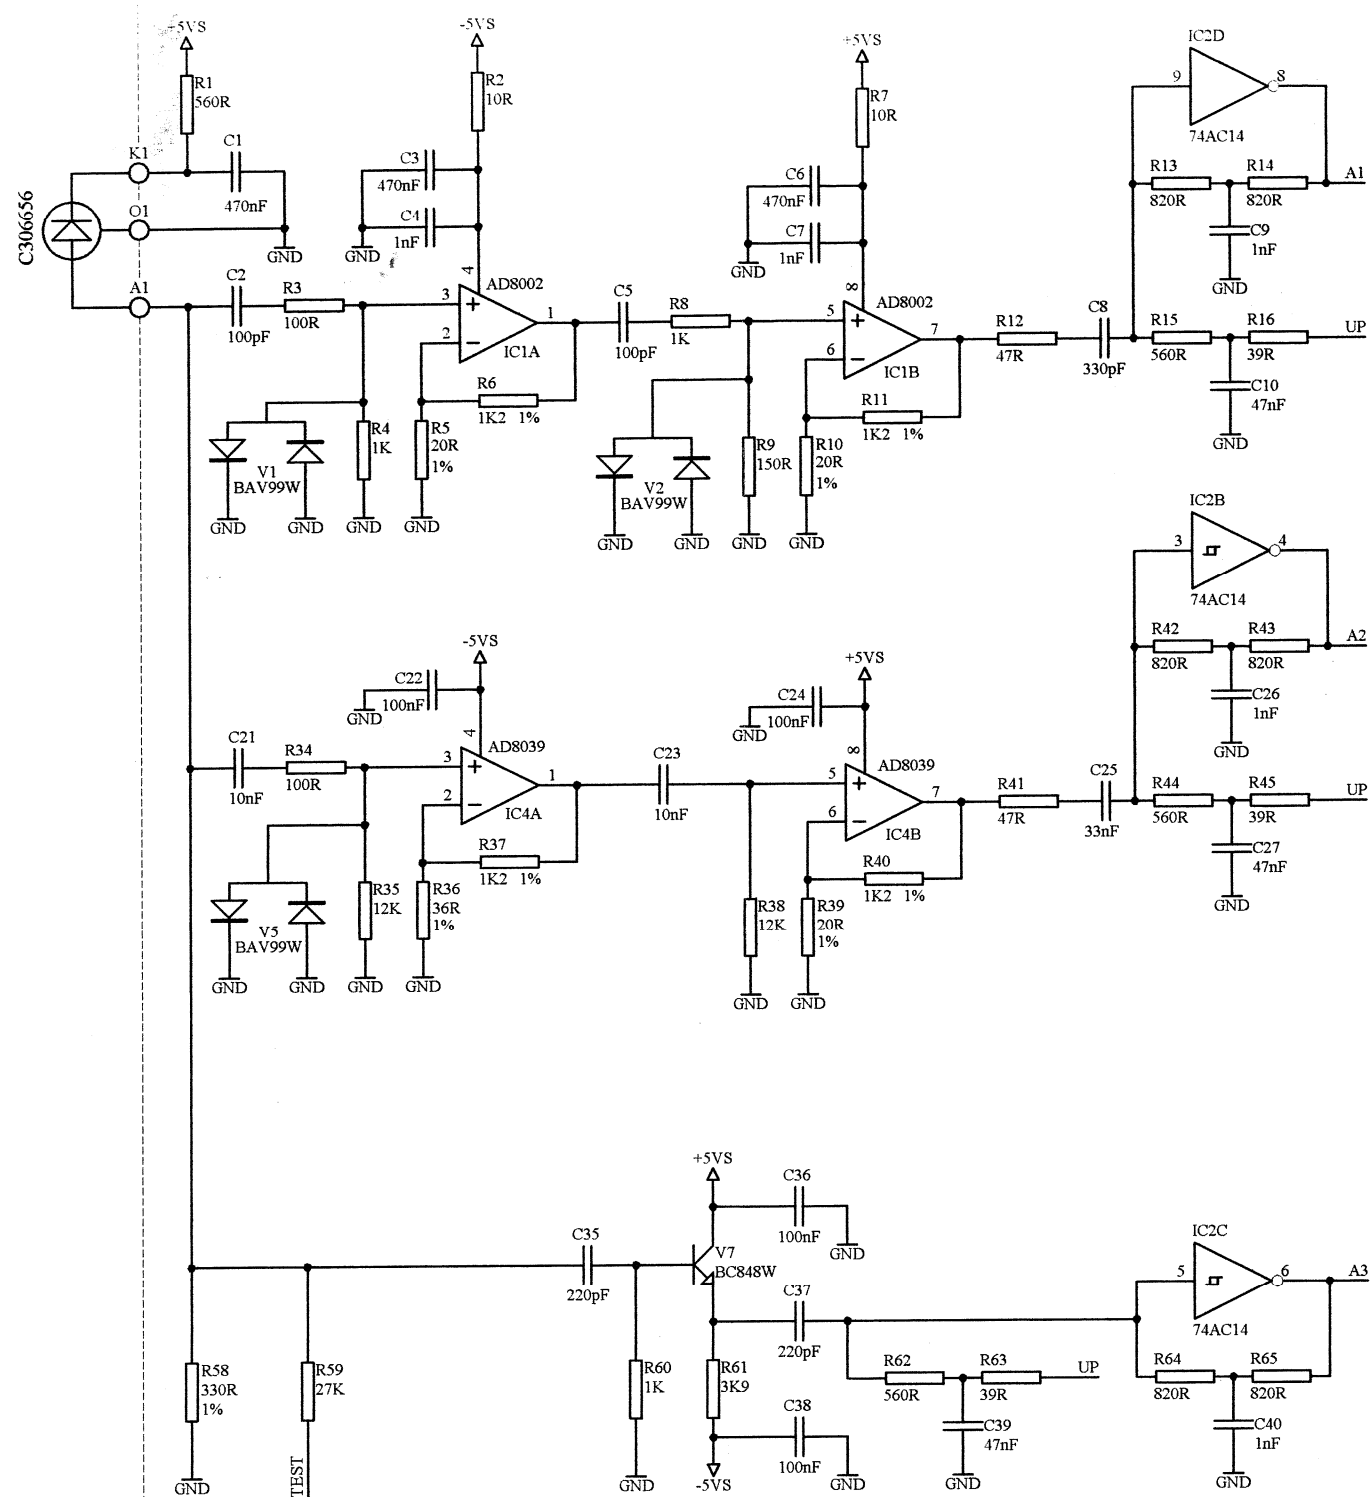 +5VS
R1
560R
K1
C1
470nF
C306656
O1
GND
A1
C2
100pF
R3
100R
-5VS
R2
10R
C3
470nF
C4
1nF
GND
4
AD8002
3
+
1
2
−
IC1A
R6
1K2 1%
R4
1K
R5
20R
1%
V1
BAV99W
GND
GND
GND
GND
C5
100pF
R8
1K
+5VS
R7
10R
C6
470nF
C7
1nF
GND
8
AD8002
5
+
7
6
−
IC1B
R11
1K2 1%
R9
150R
R10
20R
1%
V2
BAV99W
GND
GND
GND
GND
R12
47R
C8
330pF
IC2D
9
8
74AC14
R13
820R
R14
820R
A1
C9
1nF
GND
R15
560R
R16
39R
UP
C10
47nF
GND
-5VS
C22
100nF
GND
4
C21
10nF
R34
100R
AD8039
3
+
1
2
−
IC4A
R37
1K2 1%
R35
12K
R36
36R
1%
V5
BAV99W
GND
GND
GND
GND
C23
10nF
+5VS
C24
100nF
GND
8
AD8039
5
+
7
6
−
IC4B
R40
1K2 1%
R38
12K
R39
20R
1%
GND
GND
R41
47R
C25
33nF
IC2B
3
4
74AC14
R42
820R
R43
820R
A2
C26
1nF
GND
R44
560R
R45
39R
UP
C27
47nF
GND
+5VS
C36
100nF
GND
C35
220pF
V7
BC848W
C37
220pF
R58
330R
1%
GND
R59
27K
TEST
R60
1K
GND
R61
3K9
C38
100nF
-5VS
GND
R62
560R
R63
39R
UP
C39
47nF
GND
IC2C
5
6
74AC14
A3
R64
820R
R65
820R
C40
1nF
GND